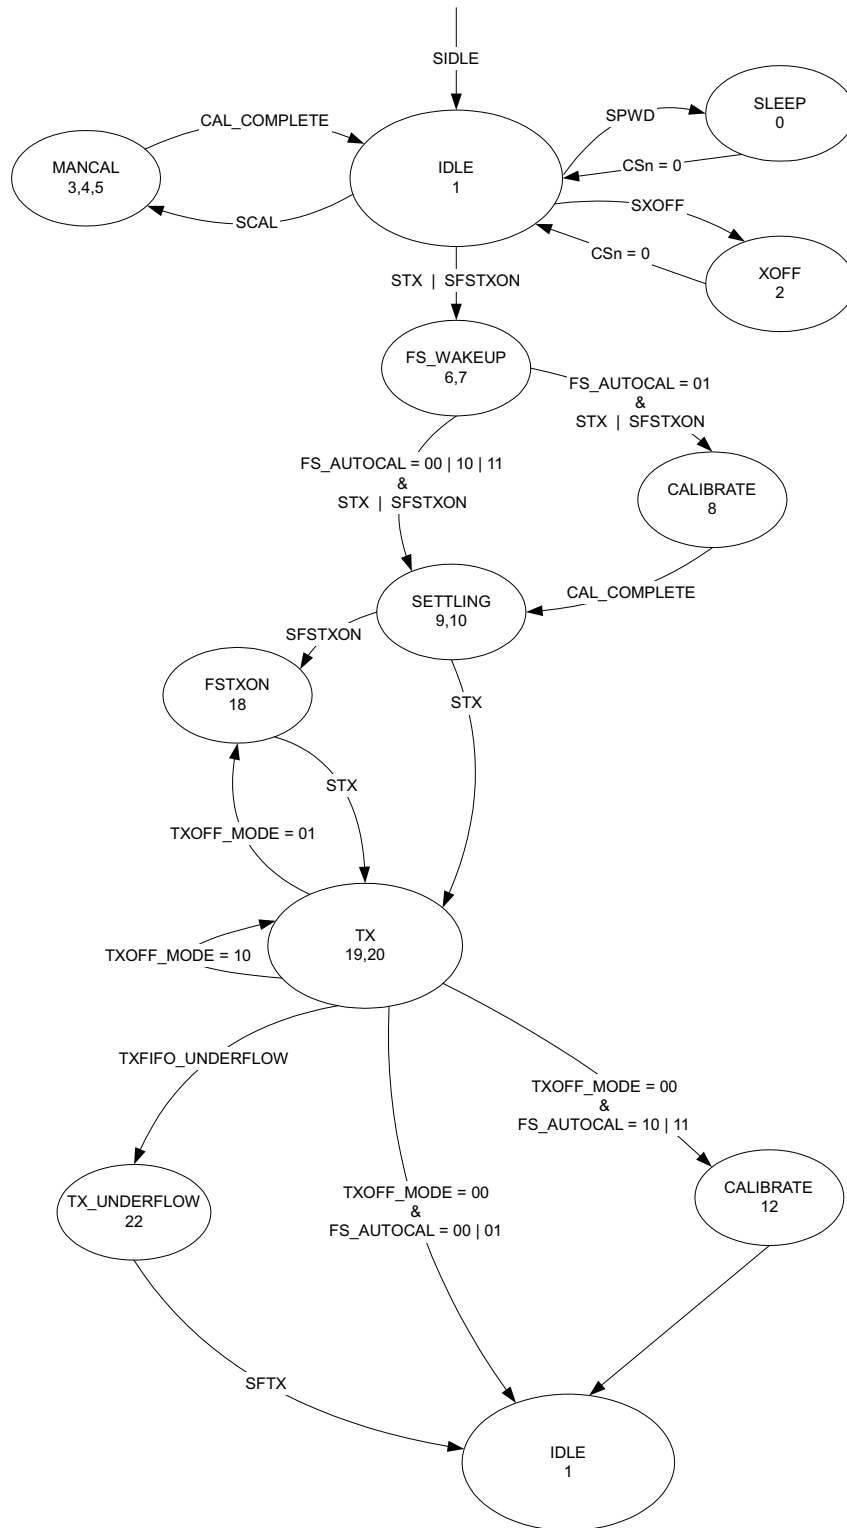 SIDLE
SLEEP
0
SPWD
CAL_COMPLETE
MANCAL
3,4,5
IDLE
1
CSn = 0
SCAL
SXOFF
CSn = 0
XOFF
2
STX | SFSTXON
FS_WAKEUP
6,7
FS_AUTOCAL = 01
&
STX | SFSTXON
FS_AUTOCAL = 00 | 10 | 11
&
STX | SFSTXON
CALIBRATE
8
SETTLING
9,10
CAL_COMPLETE
SFSTXON
FSTXON
18
STX
STX
TXOFF_MODE = 01
TX
19,20
TXOFF_MODE = 10
TXFIFO_UNDERFLOW
TXOFF_MODE = 00
&
FS_AUTOCAL = 10 | 11
TX_UNDERFLOW
22
TXOFF_MODE = 00
&
FS_AUTOCAL = 00 | 01
CALIBRATE
12
SFTX
IDLE
1